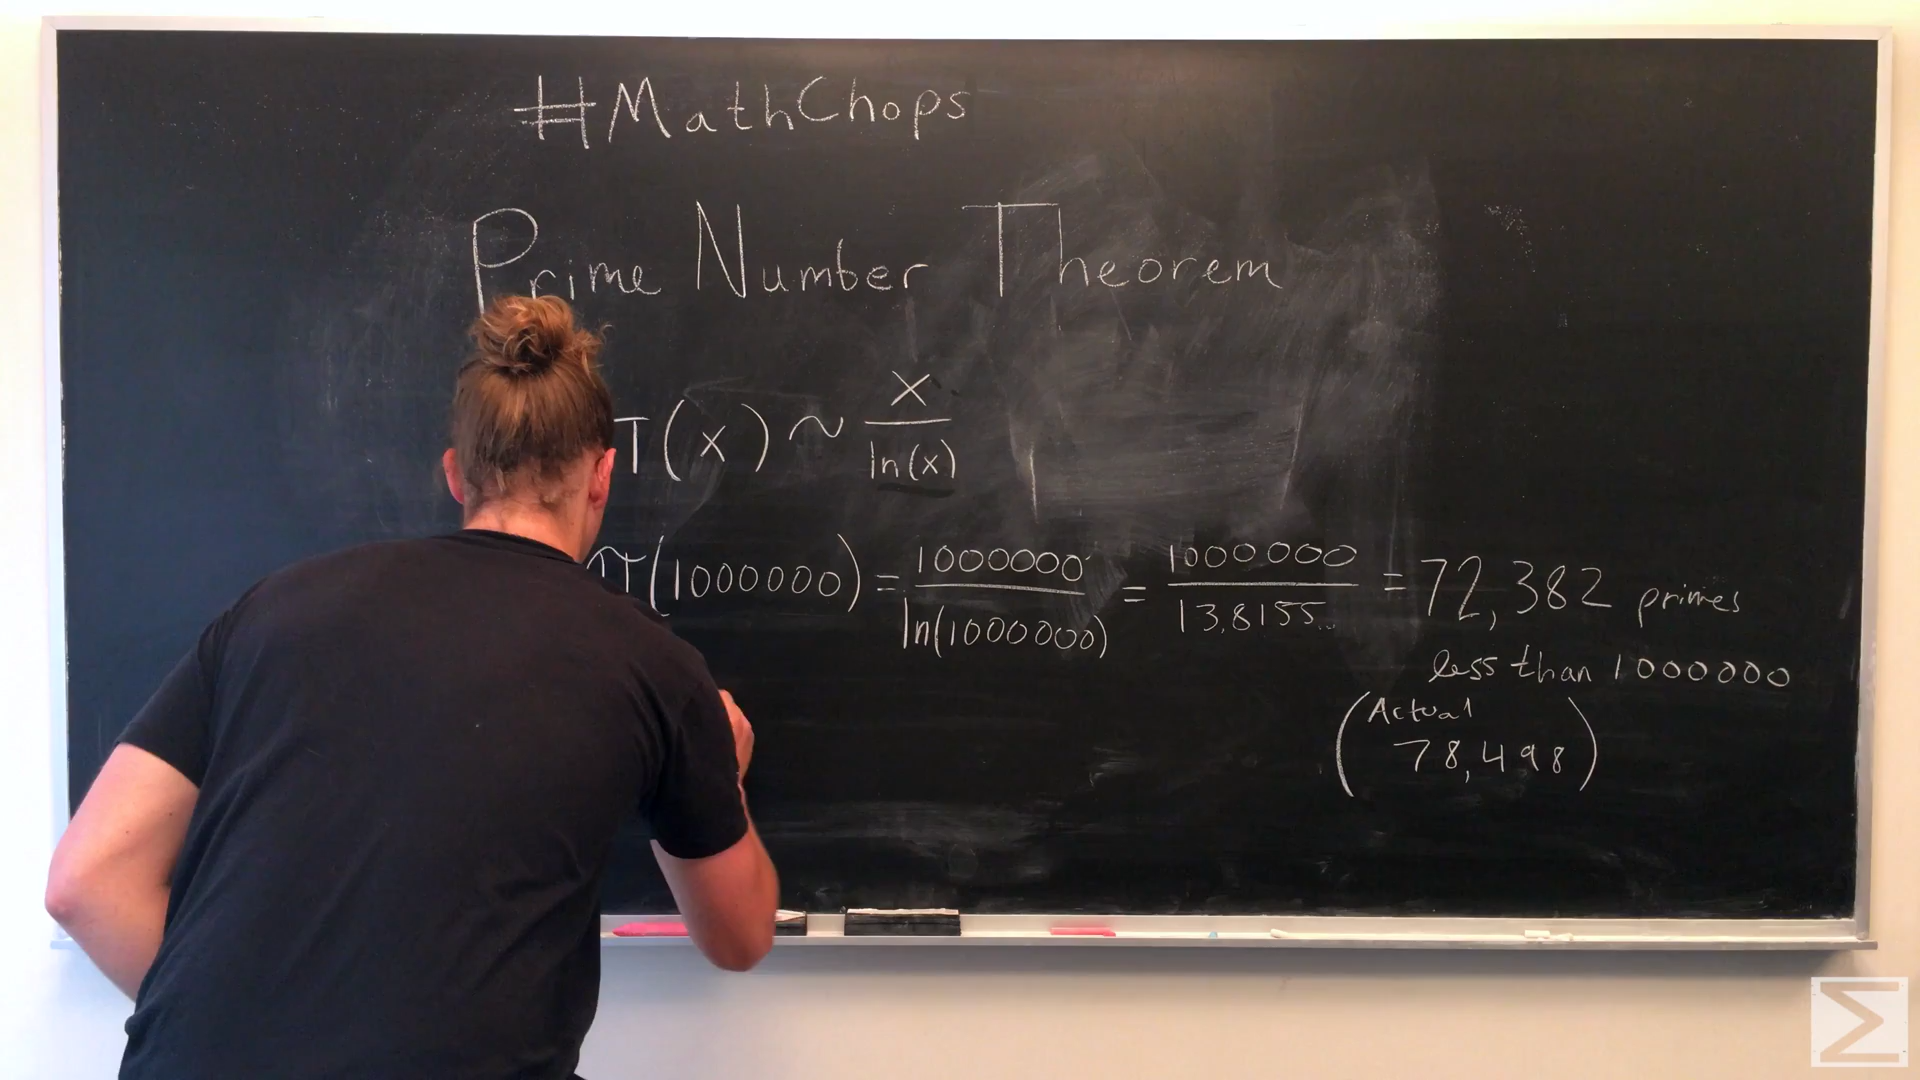 #MathChops
Prime Number Theorem
π(x) ~ x/ln(x)
π(1000000) = 1000000/ln(1000000) = 1000000/13.8155... = 72,382 primes
less than 1000000
(Actual
78,498)